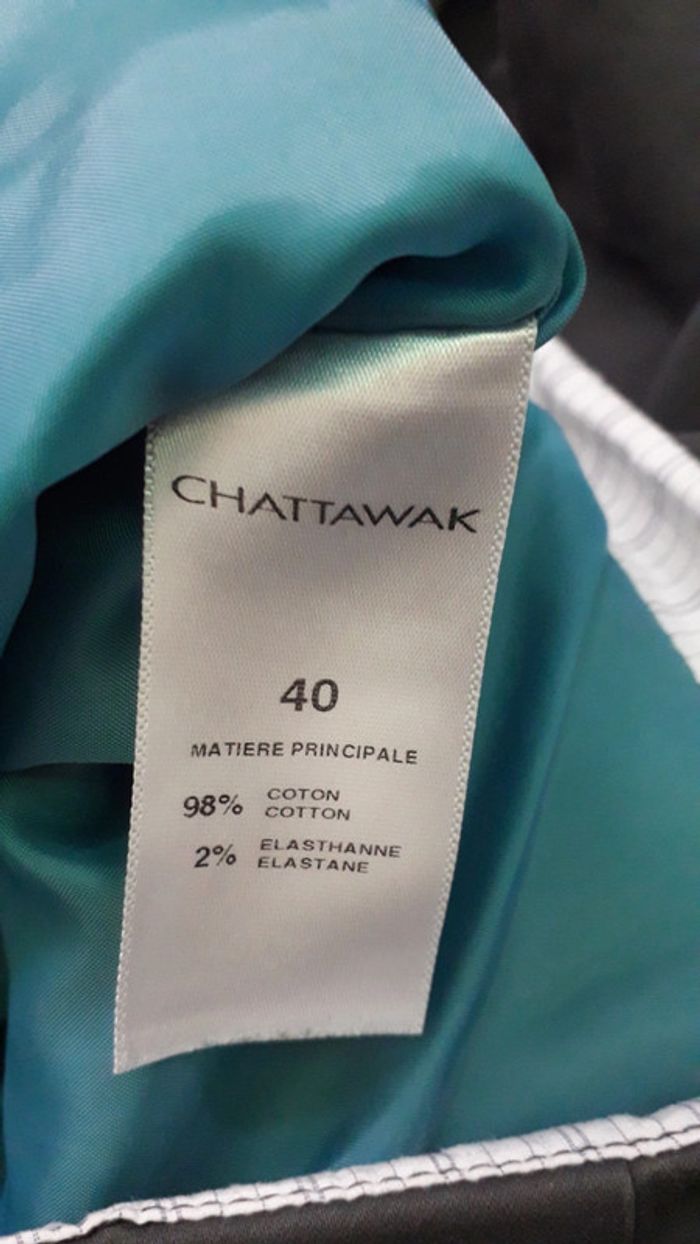 CHATTAWAK
40
MATIERE PRINCIPALE
98% COTON
COTTON
2% ELASTHANNE
ELASTANE